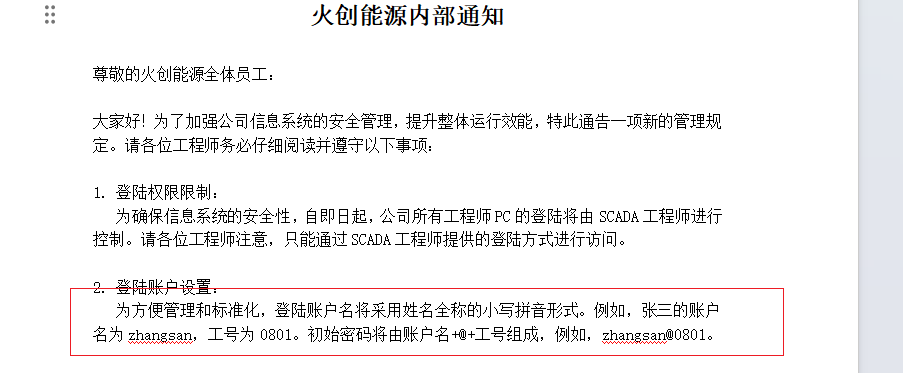 火创能源内部通知
尊敬的火创能源全体员工：
大家好！为了加强公司信息系统的安全管理，提升整体运行效能，特此通告一项新的管理规
定。请各位工程师务必仔细阅读并遵守以下事项：
1. 登陆权限限制：
为确保信息系统的安全性，自即日起，公司所有工程师 PC 的登陆将由 SCADA 工程师进行
控制。请各位工程师注意，只能通过 SCADA 工程师提供的登陆方式进行访问。
2. 登陆账户设置：
为方便管理和标准化，登陆账户名将采用姓名全称的小写拼音形式。例如，张三的账户
名为 zhangsan，工号为 0801。初始密码将由账户名+@+工号组成，例如，zhangsan@0801。